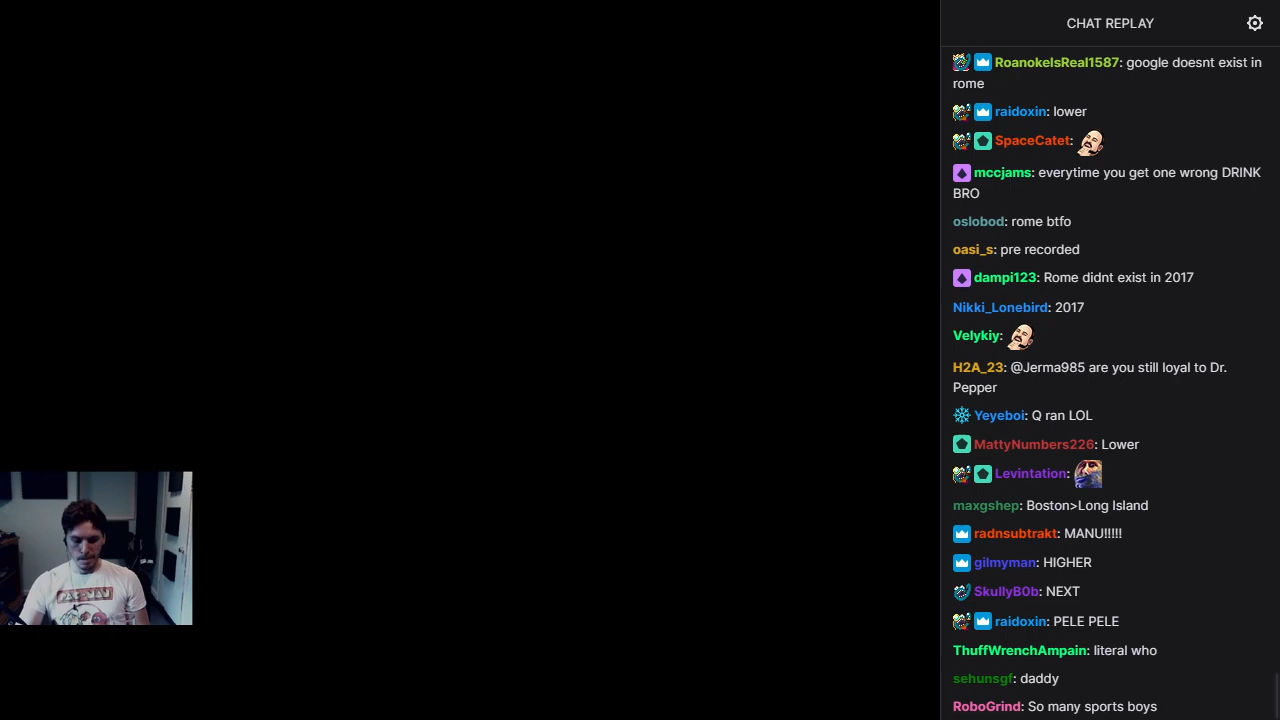 CHAT REPLAY
RoanokeIsReal1587: google doesnt exist in
rome
raidoxin: lower
SpaceCatet:
mccjams: everytime you get one wrong DRINK
BRO
oslobod: rome btfo
oasi_s: pre recorded
dampi123: Rome didnt exist in 2017
Nikki_Lonebird: 2017
Velykiy:
H2A_23: @Jerma985 are you still loyal to Dr.
Pepper
Yeyeboi: Q ran LOL
MattyNumbers226: Lower
Levintation:
maxgshep: Boston>Long Island
radnsubtrakt: MANU!!!!!
gilmyman: HIGHER
SkullyB0b: NEXT
raidoxin: PELE PELE
ThuffWrenchAmpain: literal who
sehunsgf: daddy
RoboGrind: So many sports boys